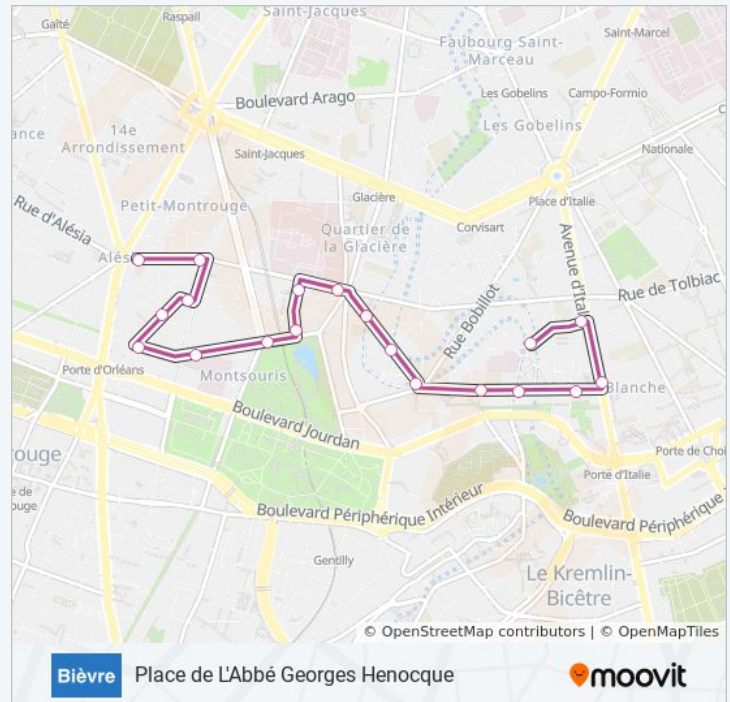 Gaîté
Raspail
Saint-Jacques
Faubourg Saint-
Marceau
Saint-Marcel
Boulevard Arago
Les Gobelins
Campo-Formio
ance
14e
Arrondissement
Les Gobelins
Saint-Jacques
Nationale
Glacière
Place d'Italie
Rue d'Alésia
Petit-Montrouge
Quartier de
la Glacière
Corvisart
Alés
Avenue d'Ital
Rue de Tolbiac
Rue Bobillot
Porte d'Orléans
Montsouris
Blanche
Boulevard Jourdan
rouge
Porte de Choi
Porte d'Italie
e de
ouge
Boulevard Périphérique Intérieur
Boulevard Périphérique
Gentilly
Le Kremlin-
Bicêtre
© OpenStreetMap contributors | © OpenMapTiles
Bièvre Place de L'Abbé Georges Henocque moovit